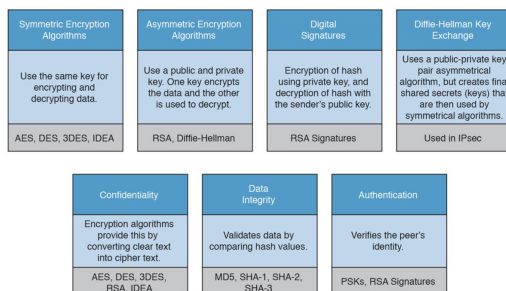 Symmetric Encryption
Algorithms
Use the same key for
encrypting and
decrypting data.
AES, DES, 3DES, IDEA
Asymmetric Encryption
Algorithms
Use a public and private
key. One key encrypts
the data and the other
is used to decrypt.
RSA, Diffie-Hellman
Digital
Signatures
Encryption of hash
using private key, and
decryption of hash with
the sender's public key.
RSA Signatures
Diffie-Hellman Key
Exchange
Uses a public-private key
pair asymmetrical
algorithm, but creates final
shared secrets (keys) that
are then used by
symmetrical algorithms.
Used in IPsec
Confidentiality
Encryption algorithms
provide this by
converting clear text
into cipher text.
AES, DES, 3DES,
RSA, IDEA
Data
Integrity
Validates data by
comparing hash values.
MD5, SHA-1, SHA-2,
SHA-3
Authentication
Verifies the peer's
identity.
PSKs, RSA Signatures